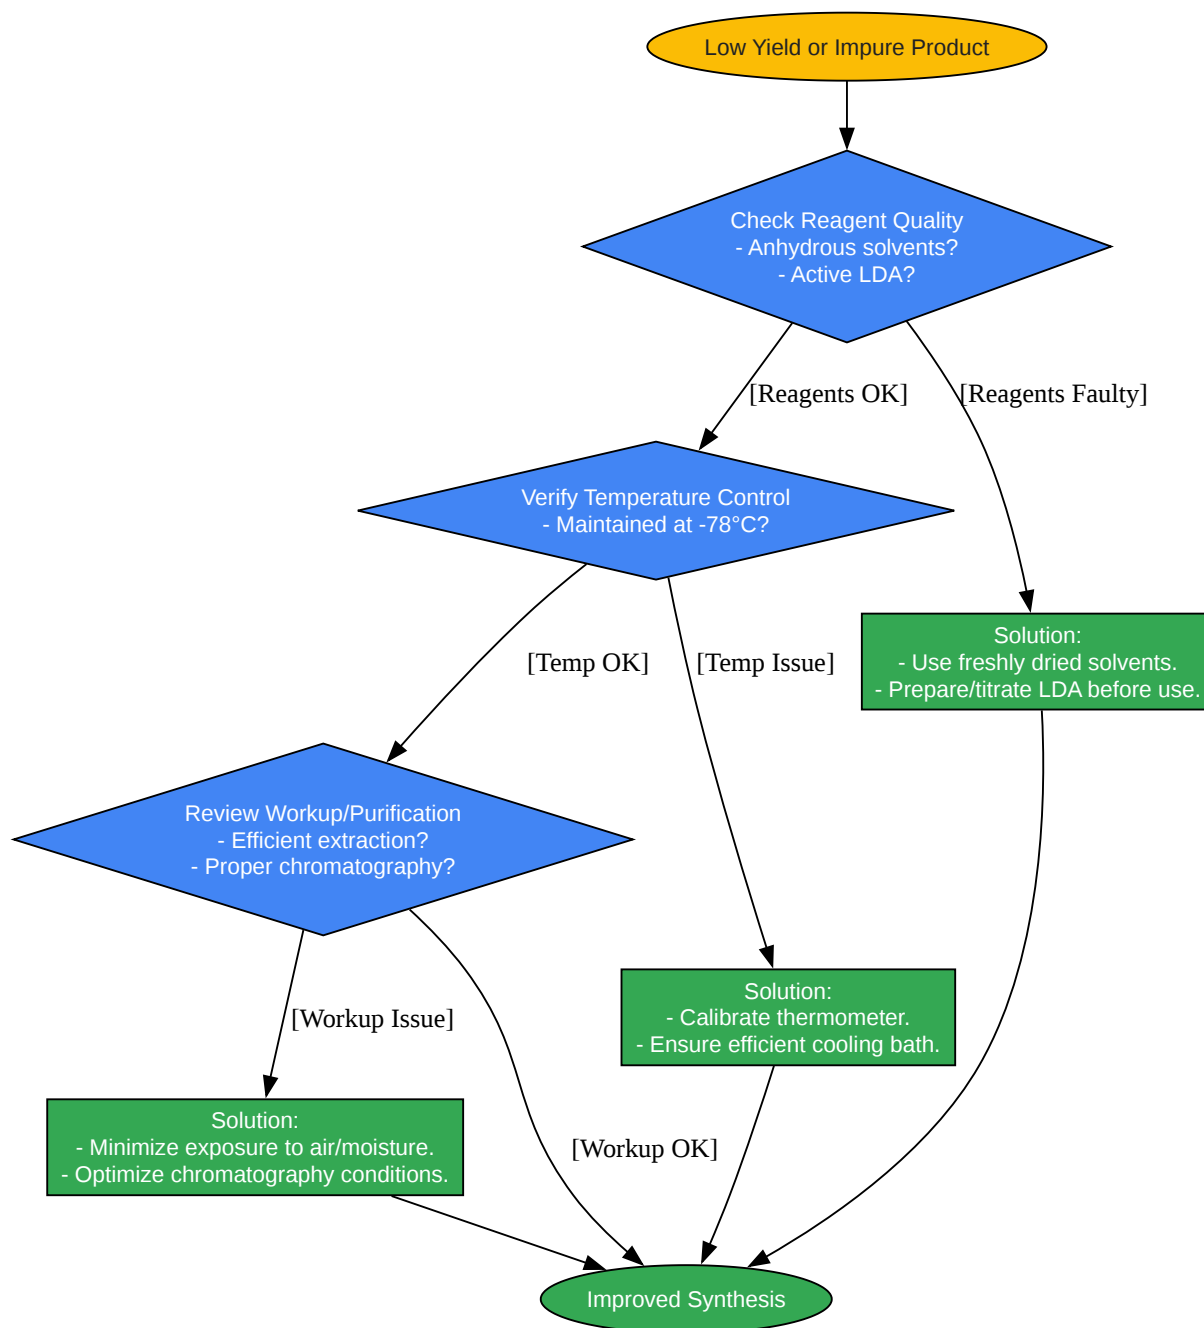 Low Yield or Impure Product
Check Reagent Quality
- Anhydrous solvents?
- Active LDA?
[Reagents OK]
[Reagents Faulty]
Verify Temperature Control
- Maintained at -78°C?
Solution:
- Use freshly dried solvents.
- Prepare/titrate LDA before use.
[Temp OK]
[Temp Issue]
Review Workup/Purification
- Efficient extraction?
- Proper chromatography?
Solution:
- Calibrate thermometer.
- Ensure efficient cooling bath.
[Workup Issue]
Solution:
- Minimize exposure to air/moisture.
- Optimize chromatography conditions.
[Workup OK]
Improved Synthesis